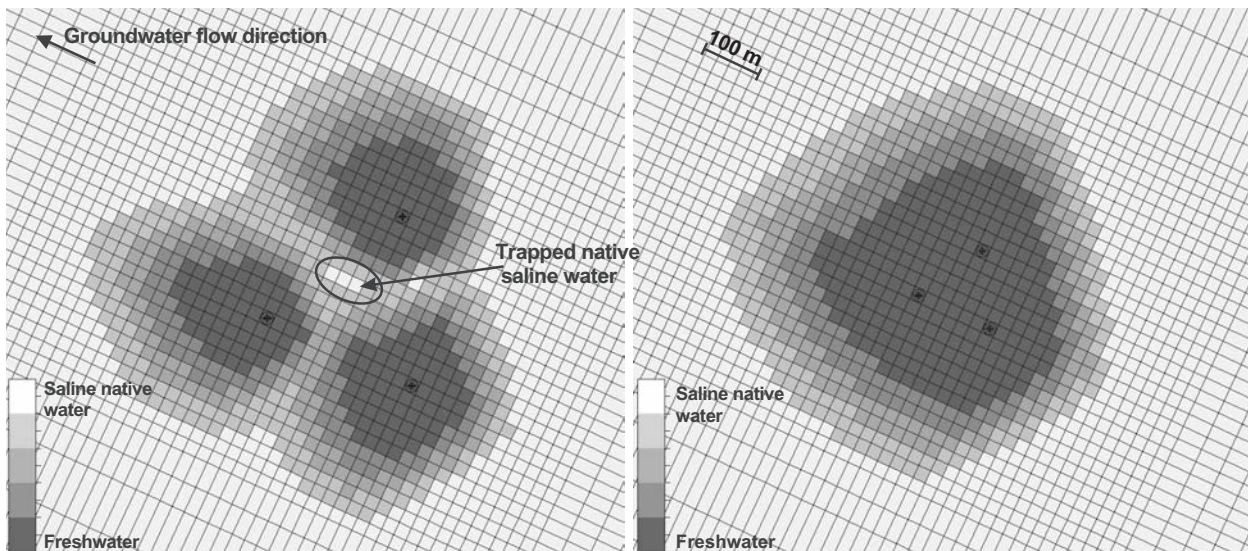 Groundwater flow direction
Trapped native
saline water
Saline native
water
Freshwater
100 m
Saline native
water
Freshwater